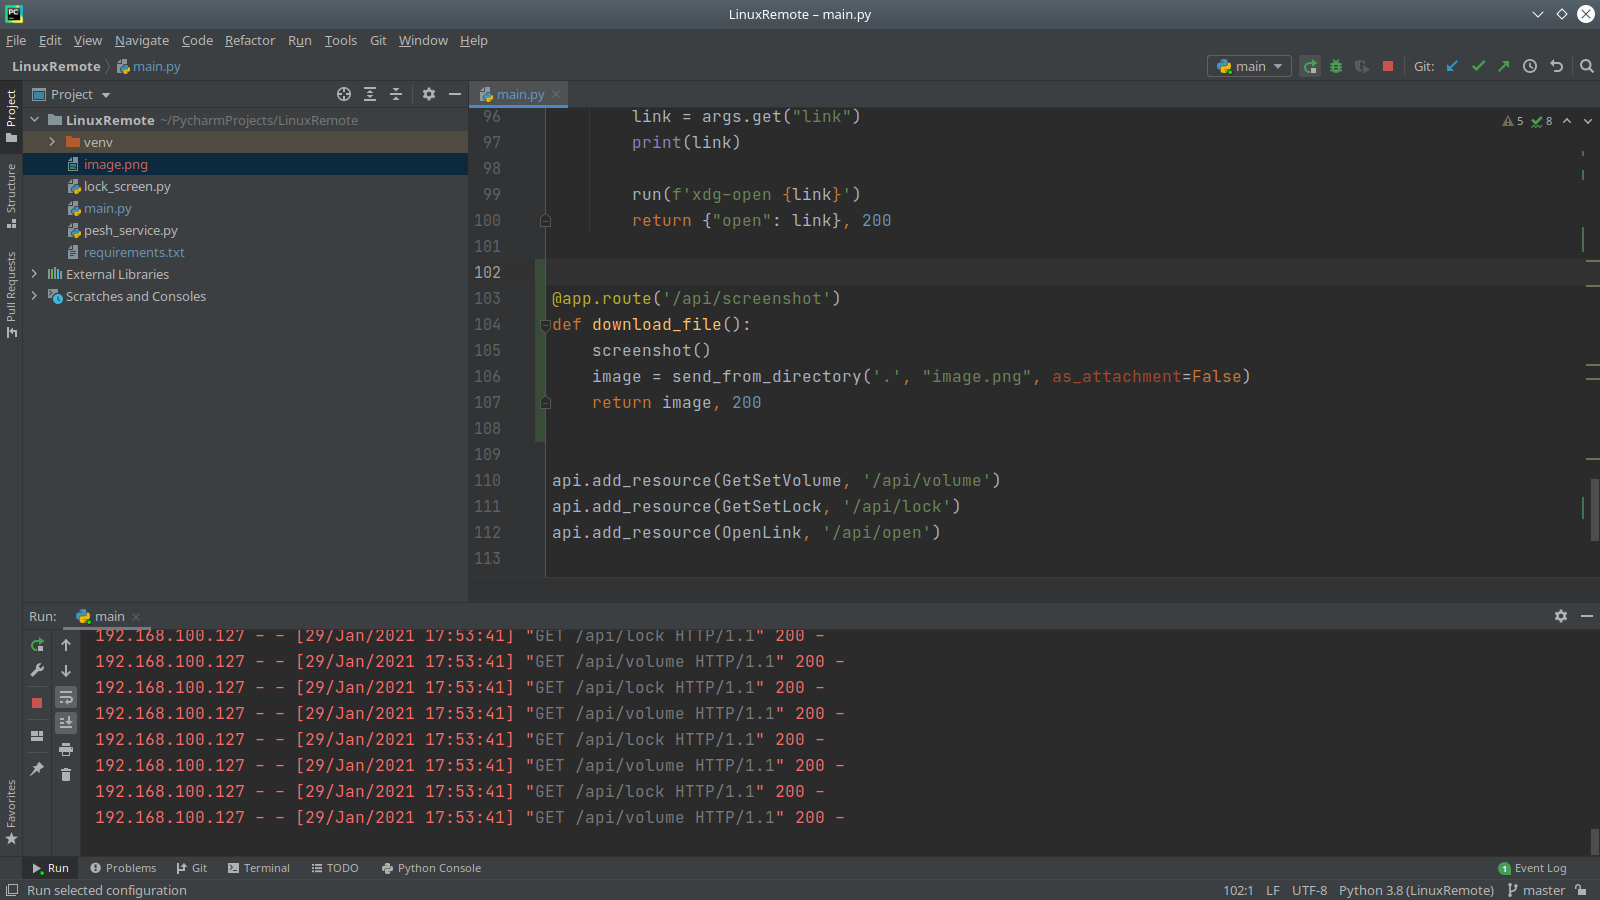 LinuxRemote – main.py
File Edit View Navigate Code Refactor Run Tools Git Window Help
LinuxRemote main.py
main Git:
Project
main.py
LinuxRemote ~/PycharmProjects/LinuxRemote
venv
image.png
lock_screen.py
main.py
pesh_service.py
requirements.txt
External Libraries
Scratches and Consoles
Project
Structure
Pull Requests
Favorites
5 8
96 link = args.get("link")
97 print(link)
98
99 run(f'xdg-open {link}')
100 return {"open": link}, 200
101
102
103 @app.route('/api/screenshot')
104 def download_file():
105 screenshot()
106 image = send_from_directory('.', "image.png", as_attachment=False)
107 return image, 200
108
109
110 api.add_resource(GetSetVolume, '/api/volume')
111 api.add_resource(GetSetLock, '/api/lock')
112 api.add_resource(OpenLink, '/api/open')
113
Run: main
192.168.100.127 - - [29/Jan/2021 17:53:41] "GET /api/lock HTTP/1.1" 200 -
192.168.100.127 - - [29/Jan/2021 17:53:41] "GET /api/volume HTTP/1.1" 200 -
192.168.100.127 - - [29/Jan/2021 17:53:41] "GET /api/lock HTTP/1.1" 200 -
192.168.100.127 - - [29/Jan/2021 17:53:41] "GET /api/volume HTTP/1.1" 200 -
192.168.100.127 - - [29/Jan/2021 17:53:41] "GET /api/lock HTTP/1.1" 200 -
192.168.100.127 - - [29/Jan/2021 17:53:41] "GET /api/volume HTTP/1.1" 200 -
192.168.100.127 - - [29/Jan/2021 17:53:41] "GET /api/lock HTTP/1.1" 200 -
192.168.100.127 - - [29/Jan/2021 17:53:41] "GET /api/volume HTTP/1.1" 200 -
Run Problems Git Terminal TODO Python Console 1 Event Log
Run selected configuration 102:1 LF UTF-8 Python 3.8 (LinuxRemote) master